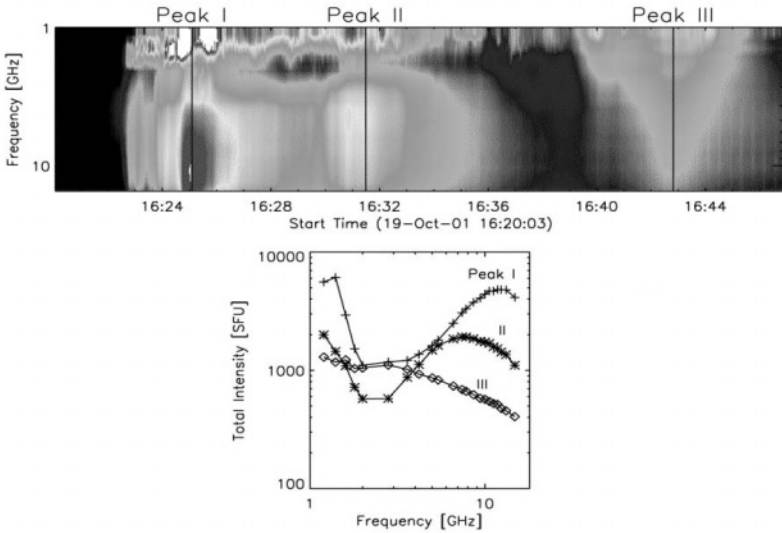 Peak I Peak II Peak III
1
10
Frequency [GHz]
16:24 16:28 16:32 16:36 16:40 16:44
Start Time (19-Oct-01 16:20:03)
10000
1000
100
Total Intensity [SFU]
Peak I
II
III
1 10
Frequency [GHz]